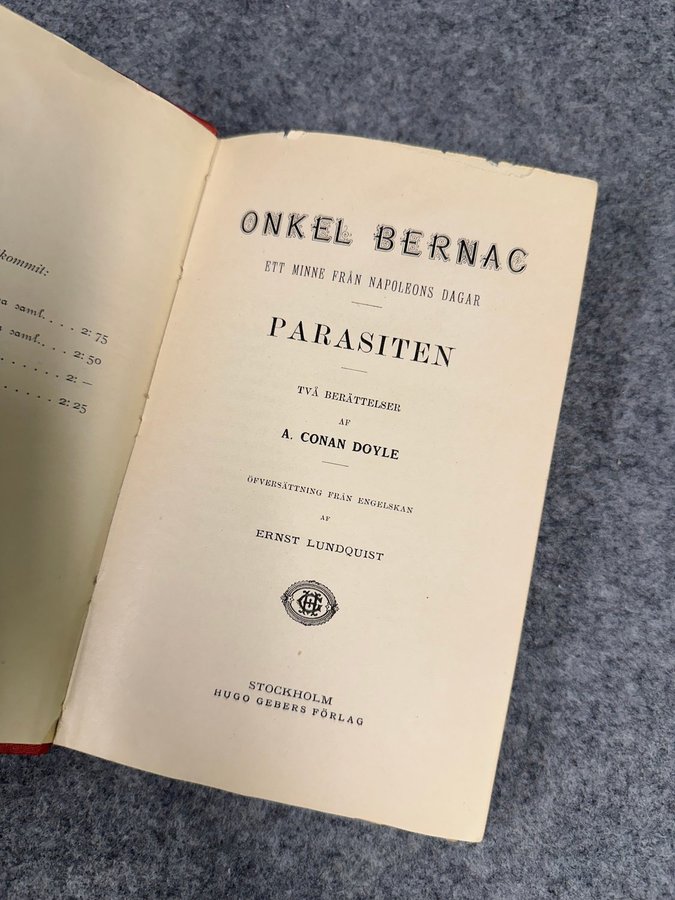 kommit:
saml. . . . 2: 75
saml. . . . 2: 50
. . . . . . 2: —
. . . . . . 2: 25
ONKEL BERNAC
ETT MINNE FRÅN NAPOLEONS DAGAR
PARASITEN
TVÅ BERÄTTELSER
AF
A. CONAN DOYLE
ÖFVERSÄTTNING FRÅN ENGELSKAN
AF
ERNST LUNDQUIST
STOCKHOLM
HUGO GEBERS FÖRLAG